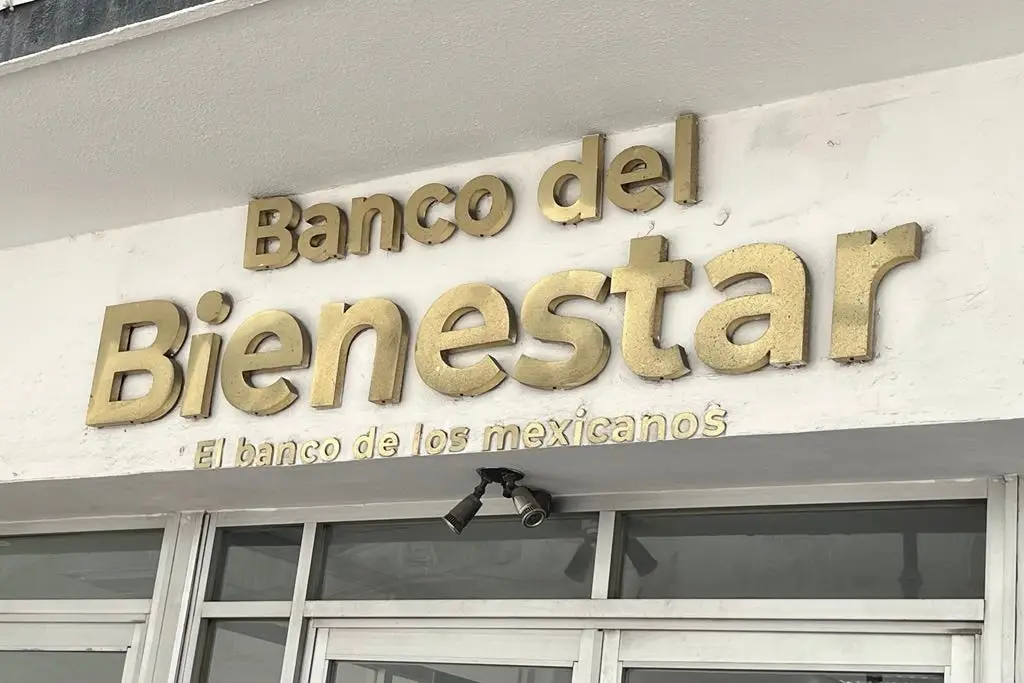 Banco del
Bienestar
El banco de los mexicanos